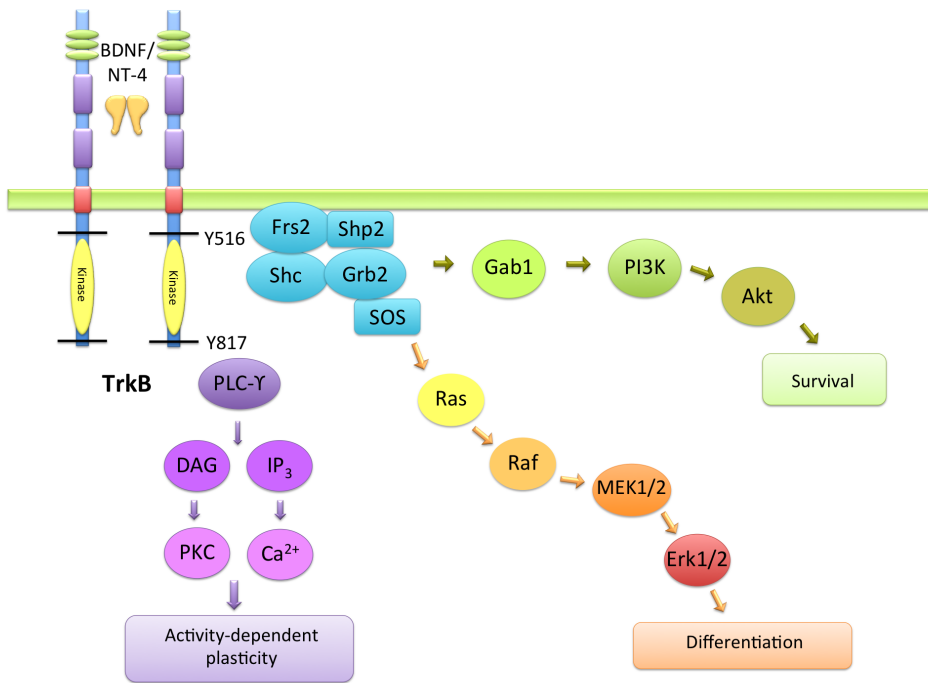 BDNF/
NT-4
Y516
Frs2
Shp2
Shc
Grb2
SOS
Gab1
PI3K
Akt
Survival
Kinase
Kinase
Y817
TrkB
PLC-ϒ
Ras
Raf
MEK1/2
Erk1/2
Differentiation
DAG
IP₃
PKC
Ca²⁺
Activity-dependent
plasticity